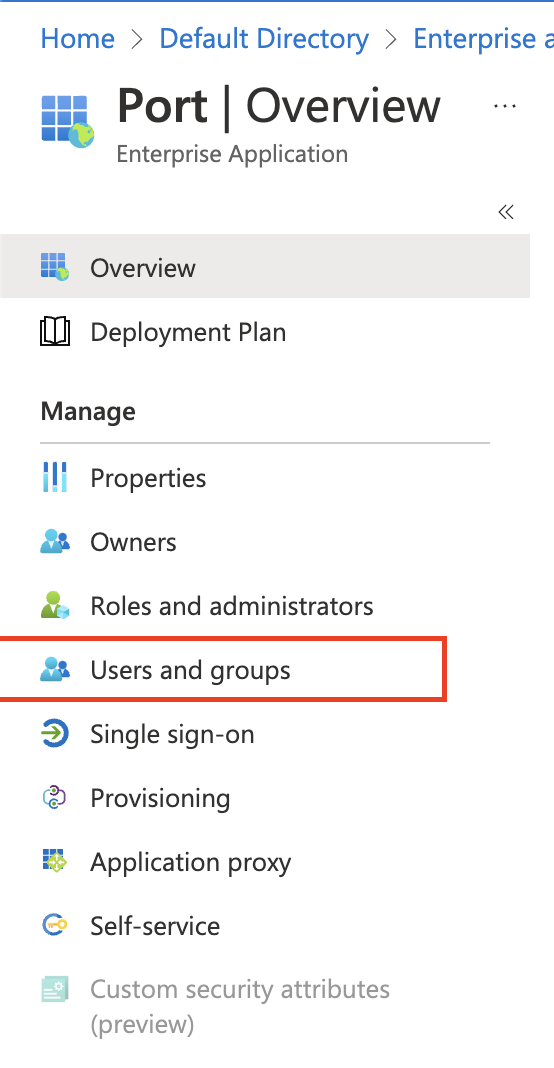 Home > Default Directory > Enterprise a
Port | Overview ...
Enterprise Application
«
Overview
Deployment Plan
Manage
Properties
Owners
Roles and administrators
Users and groups
Single sign-on
Provisioning
Application proxy
Self-service
Custom security attributes
(preview)